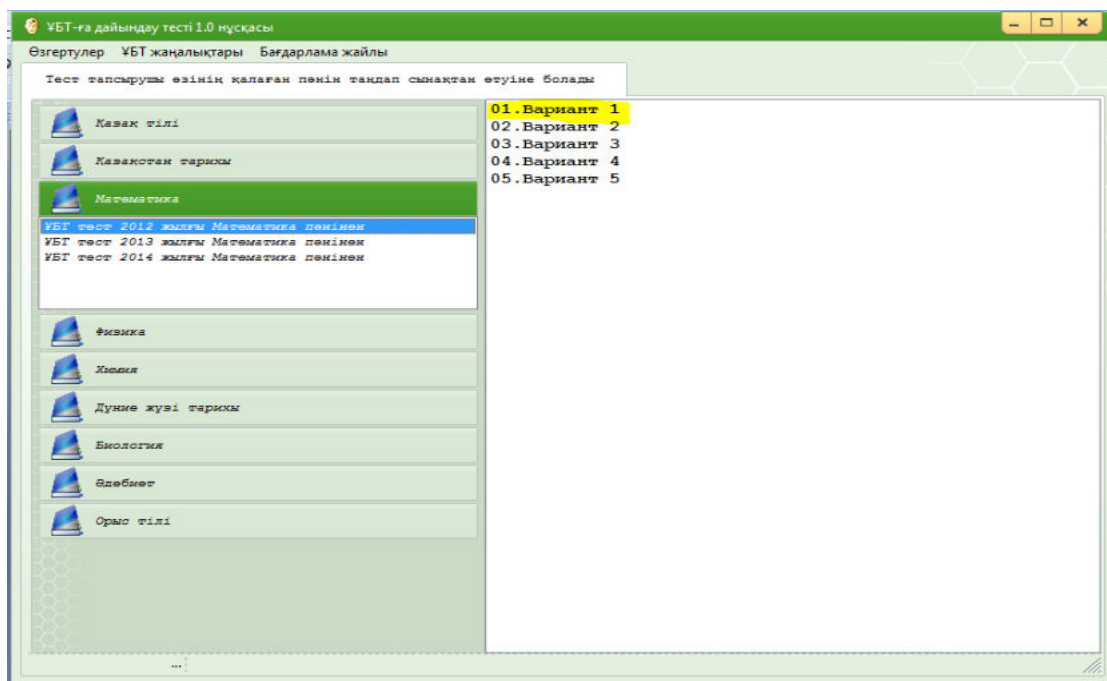 ҰБТ-ға дайындау тесті 1.0 нұсқасы
Өзгертулер ҰБТ жаңалықтары Бағдарлама жайлы
Тест тапсырушы өзінің қалаған пәнін таңдап сынақтан өтуіне болады
Қазақ тілі
Қазақстан тарихы
Математика
ҰБТ тест 2012 жылғы Математика пәнінен
ҰБТ тест 2013 жылғы Математика пәнінен
ҰБТ тест 2014 жылғы Математика пәнінен
Физика
Химия
Дүние жүзі тарихы
Биология
Әдебиет
Орыс тілі
01.Вариант 1
02.Вариант 2
03.Вариант 3
04.Вариант 4
05.Вариант 5
...